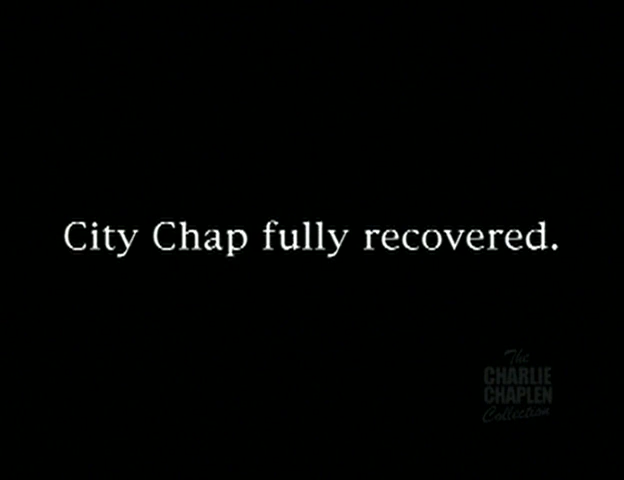 City Chap fully recovered.
The
CHARLIE
CHAPLEN
Collection